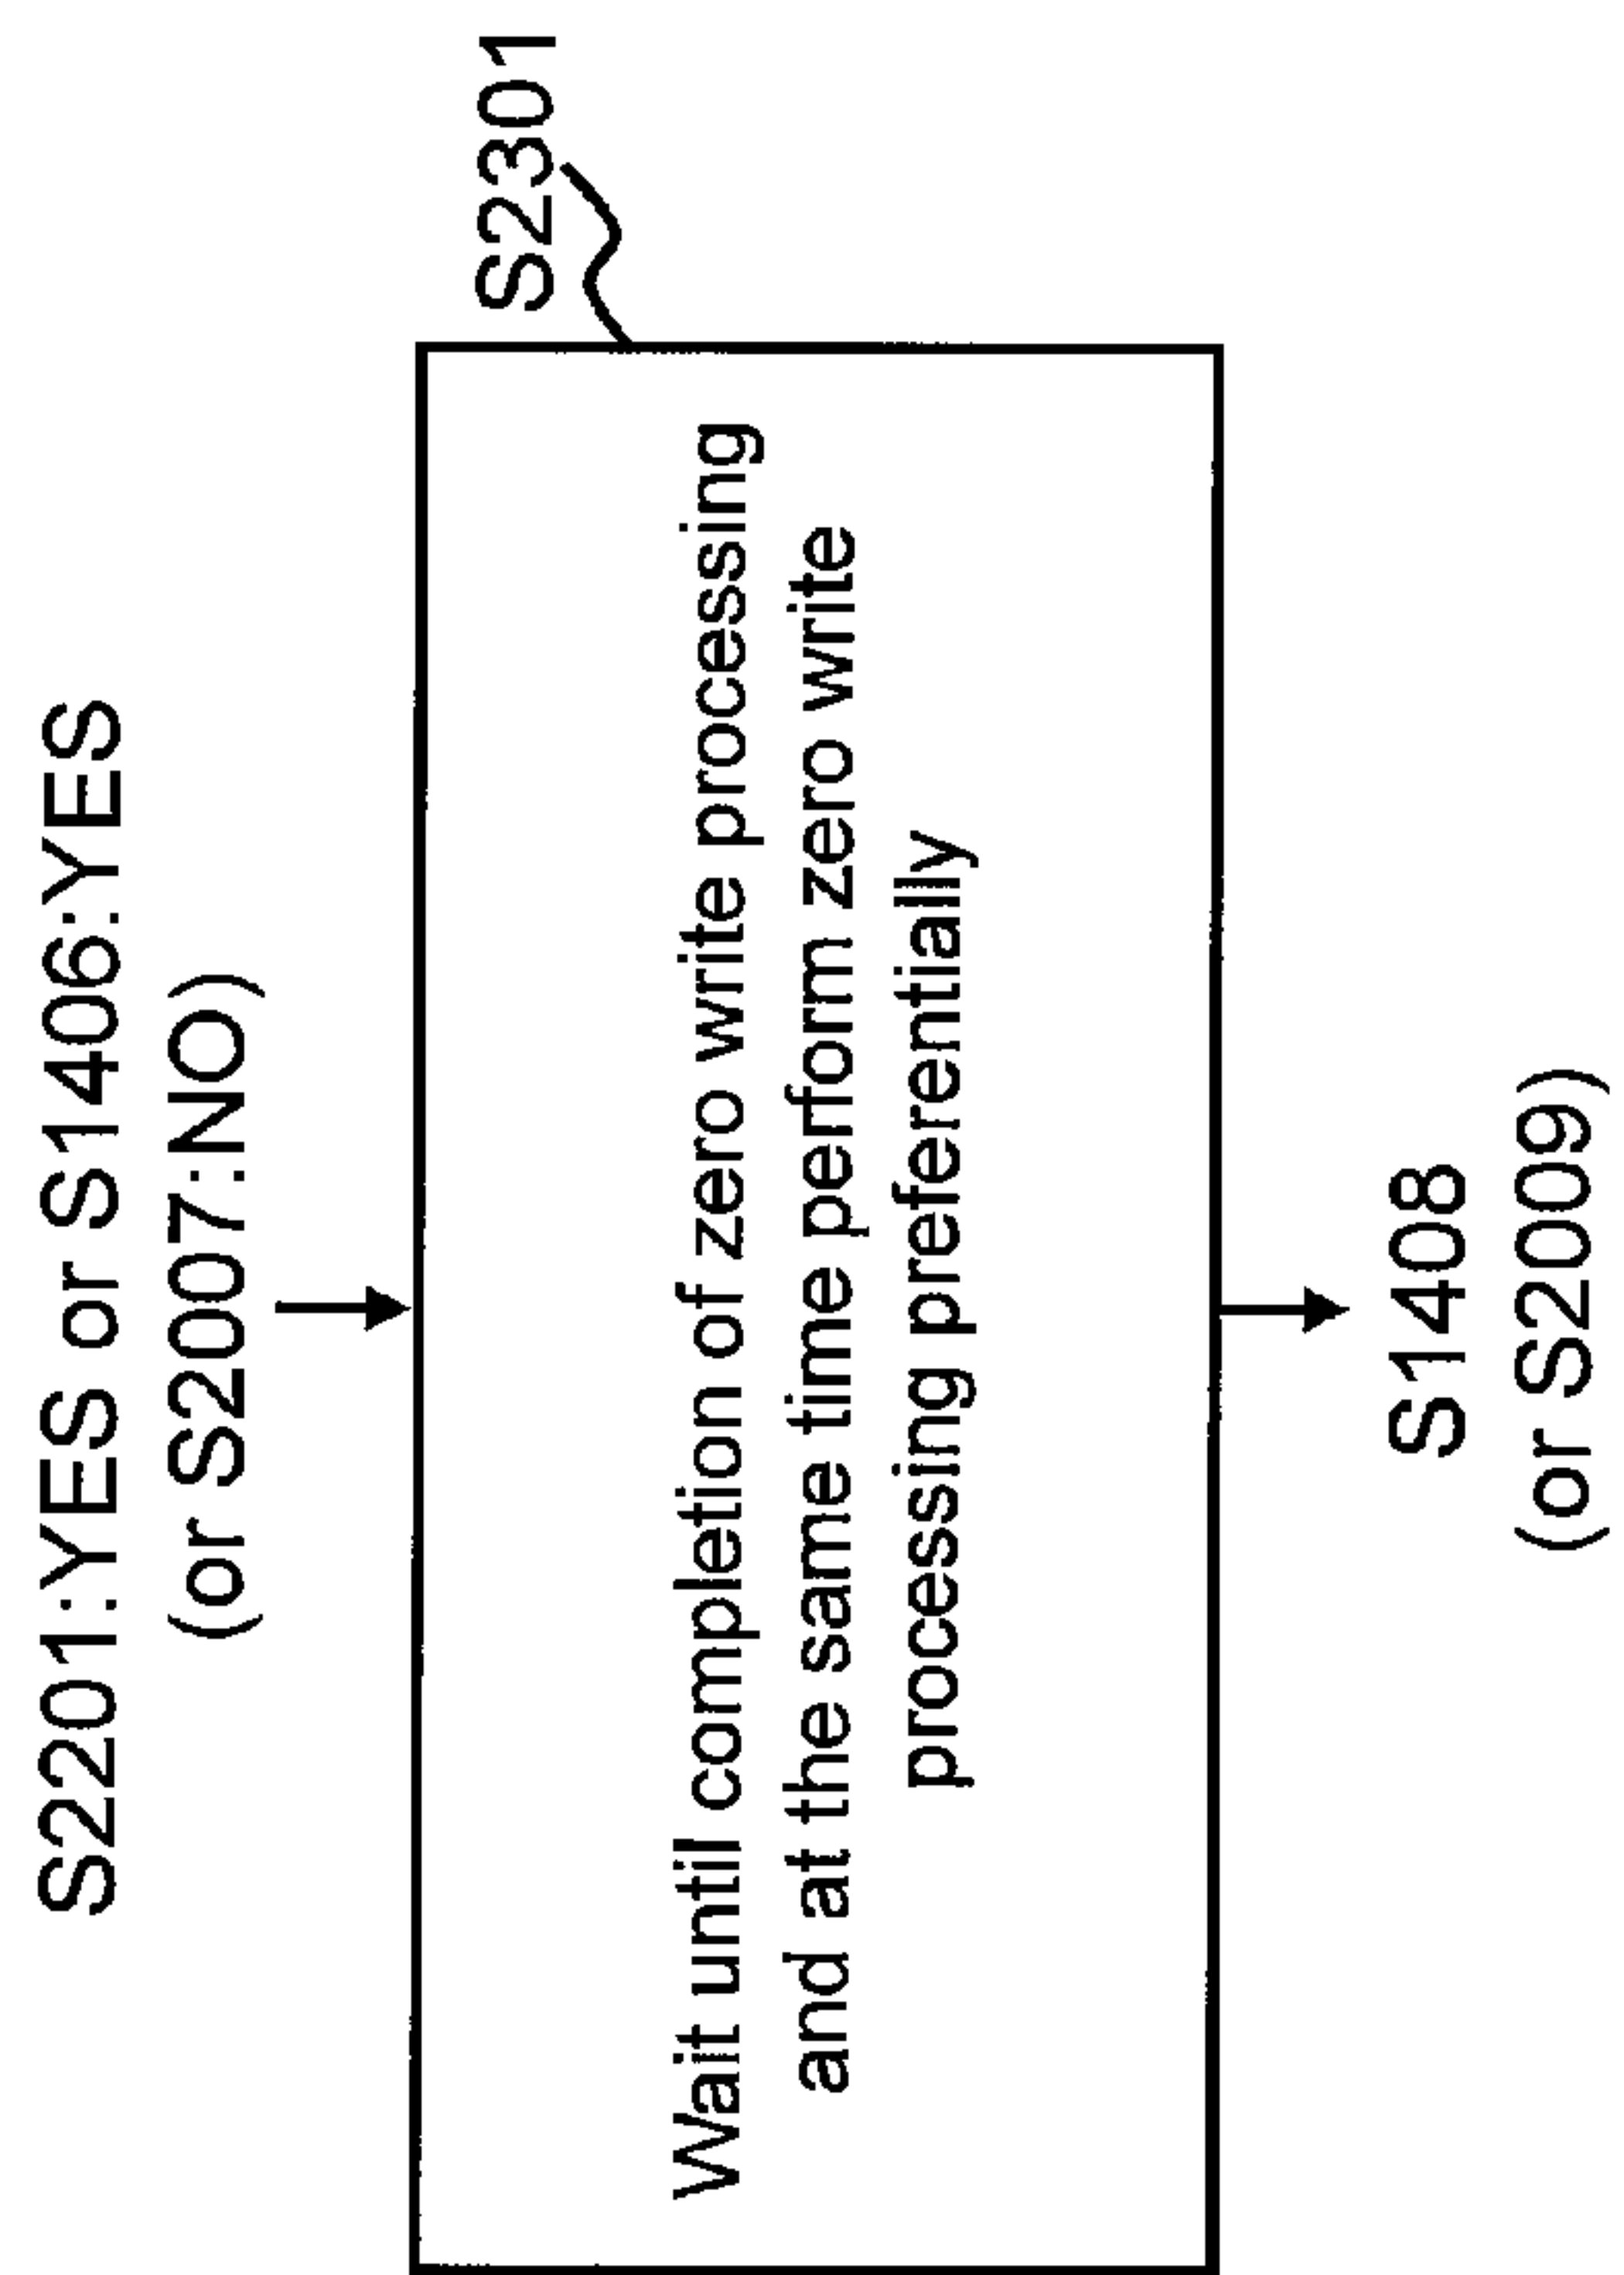 S2201:YES or S1406:YES
(or S2007:NO)
S2301
Wait until completion of zero write processing
and at the same time perform zero write
processing preferentially
S1408
(or S2009)